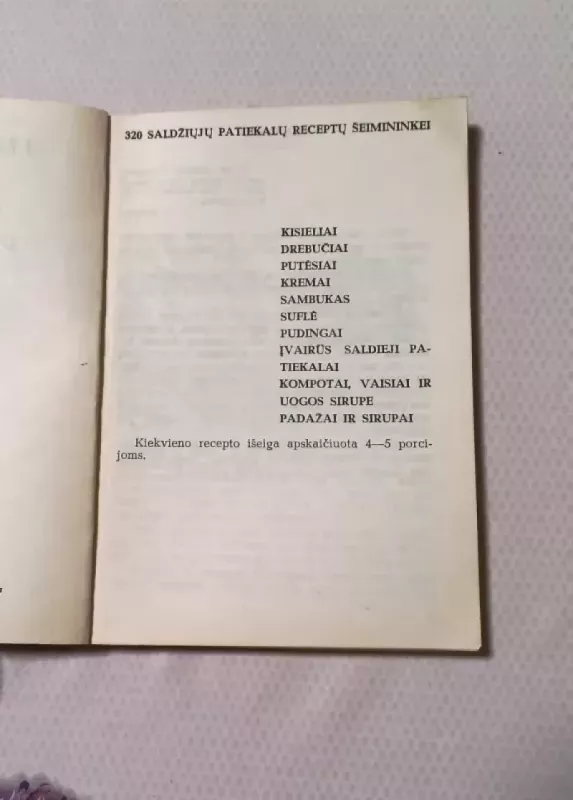 320 SALDŽIŲJŲ PATIEKALŲ RECEPTŲ ŠEIMININKEI
KISIELIAI
DREBUČIAI
PUTĖSIAI
KREMAI
SAMBUKAS
SUFLĖ
PUDINGAI
ĮVAIRŪS SALDIEJI PA-
TIEKALAI
KOMPOTAI, VAISIAI IR
UOGOS SIRUPE
PADAŽAI IR SIRUPAI
Kiekvieno recepto išeiga apskaičiuota 4—5 porci-
joms.